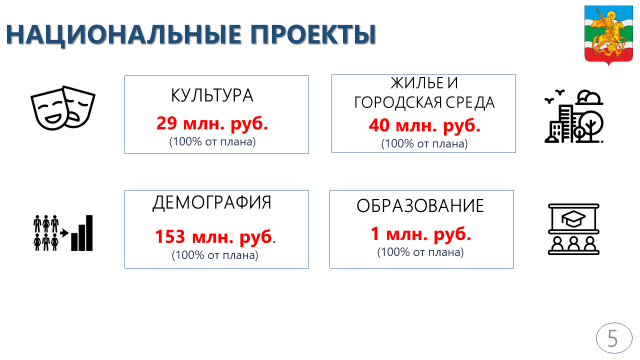 НАЦИОНАЛЬНЫЕ ПРОЕКТЫ
КУЛЬТУРА
29 млн. руб.
(100% от плана)
ЖИЛЬЕ И
ГОРОДСКАЯ СРЕДА
40 млн. руб.
(100% от плана)
ДЕМОГРАФИЯ
153 млн. руб.
(100% от плана)
ОБРАЗОВАНИЕ
1 млн. руб.
(100% от плана)
5